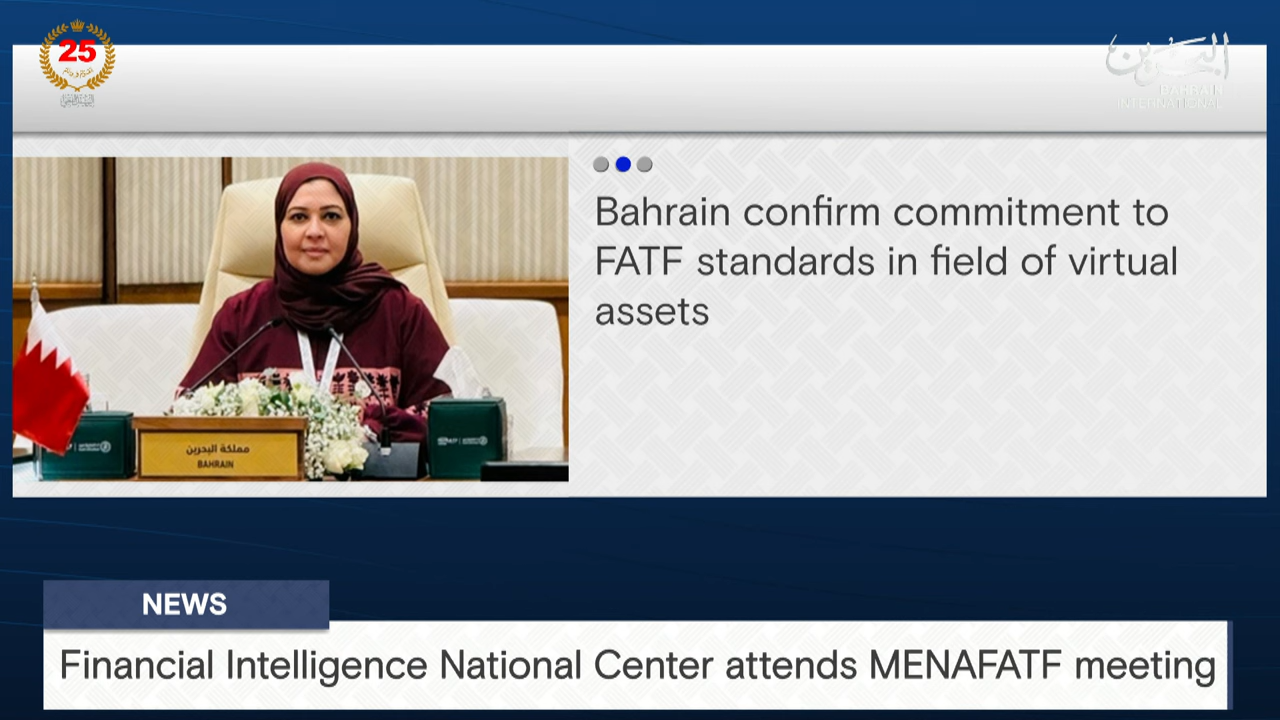 25
البحرين
BAHRAIN
INTERNATIONAL
Bahrain confirm commitment to
FATF standards in field of virtual
assets
مملكة البحرين
BAHRAIN
NEWS
Financial Intelligence National Center attends MENAFATF meeting